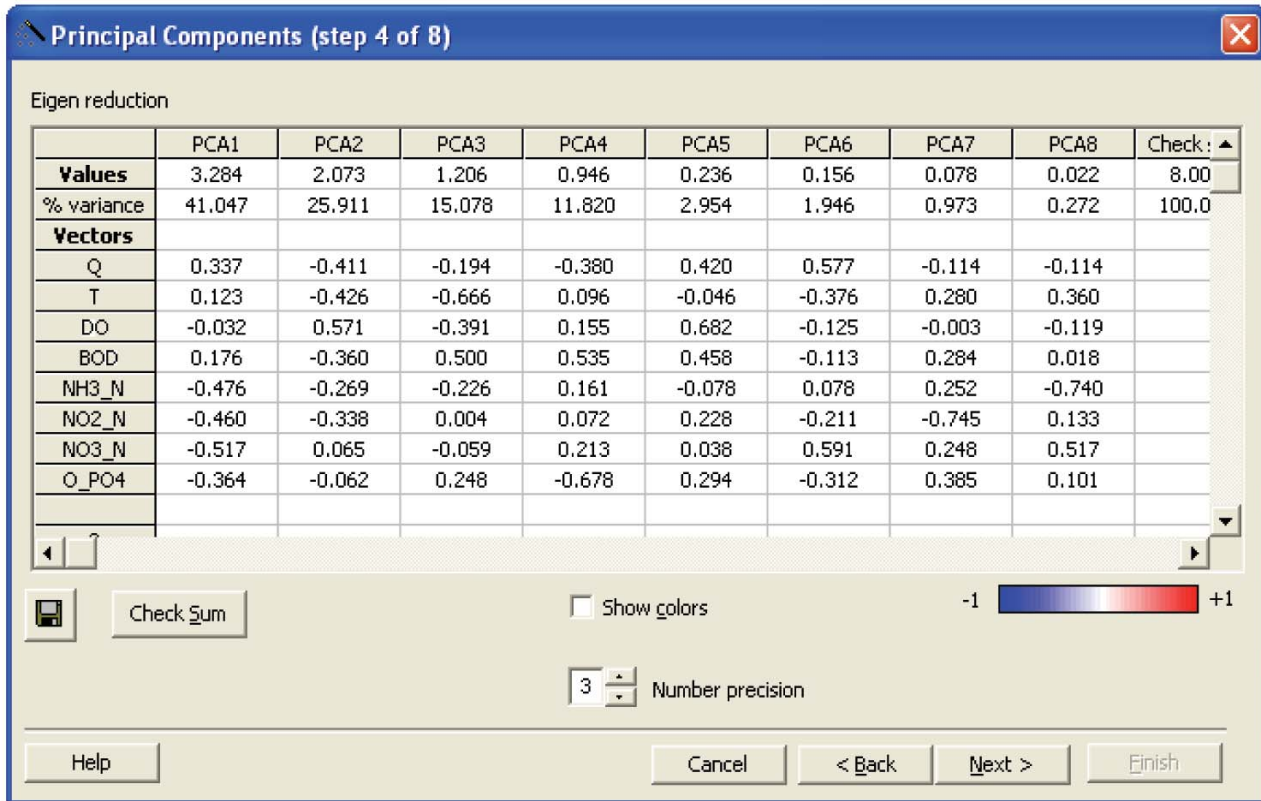 Principal Components (step 4 of 8)
Eigen reduction
PCA1 PCA2 PCA3 PCA4 PCA5 PCA6 PCA7 PCA8 Check
Values 3.284 2.073 1.206 0.946 0.236 0.156 0.078 0.022 8.00
% variance 41.047 25.911 15.078 11.820 2.954 1.946 0.973 0.272 100.0
Vectors
Q 0.337 -0.411 -0.194 -0.380 0.420 0.577 -0.114 -0.114
T 0.123 -0.426 -0.666 0.096 -0.046 -0.376 0.280 0.360
DO -0.032 0.571 -0.391 0.155 0.682 -0.125 -0.003 -0.119
BOD 0.176 -0.360 0.500 0.535 0.458 -0.113 0.284 0.018
NH3_N -0.476 -0.269 -0.226 0.161 -0.078 0.078 0.252 -0.740
NO2_N -0.460 -0.338 0.004 0.072 0.228 -0.211 -0.745 0.133
NO3_N -0.517 0.065 -0.059 0.213 0.038 0.591 0.248 0.517
O_PO4 -0.364 -0.062 0.248 -0.678 0.294 -0.312 0.385 0.101
Check Sum Show colors -1 +1
3 Number precision
Help Cancel < Back Next > Finish